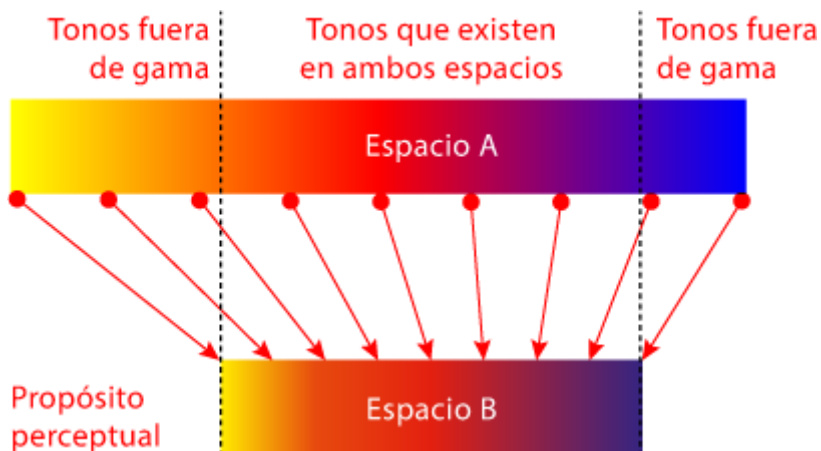 Tonos fuera
de gama
Tonos que existen
en ambos espacios
Tonos fuera
de gama
Espacio A
Propósito
perceptual
Espacio B